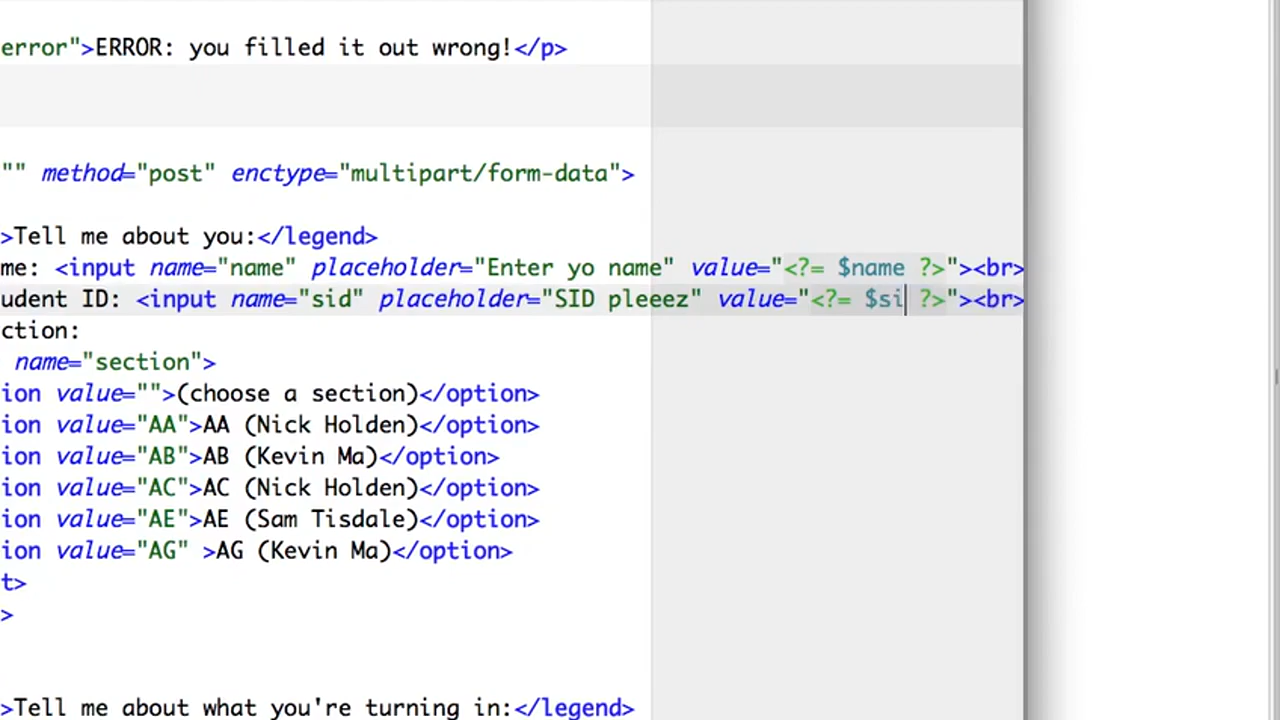 error">ERROR: you filled it out wrong!</p>
"" method="post" enctype="multipart/form-data">
>Tell me about you:</legend>
me: <input name="name" placeholder="Enter yo name" value="<?= $name ?>"><br>
udent ID: <input name="sid" placeholder="SID pleeez" value="<?= $si ?>"><br>
ction:
name="section">
ion value="">(choose a section)</option>
ion value="AA">AA (Nick Holden)</option>
ion value="AB">AB (Kevin Ma)</option>
ion value="AC">AC (Nick Holden)</option>
ion value="AE">AE (Sam Tisdale)</option>
ion value="AG" >AG (Kevin Ma)</option>
t>
>
>Tell me about what you're turning in:</legend>